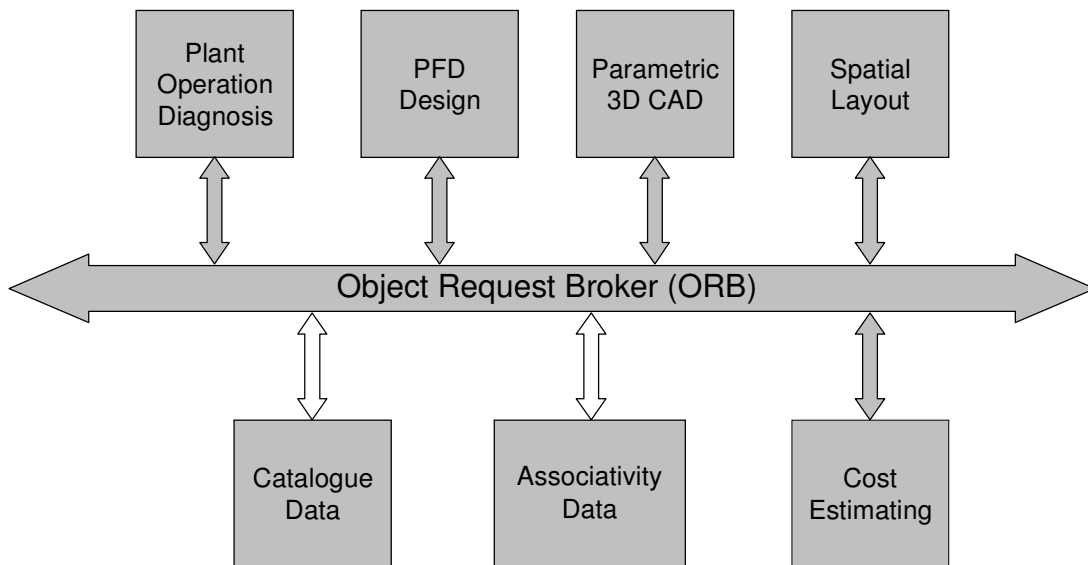 Plant
Operation
Diagnosis
PFD
Design
Parametric
3D CAD
Spatial
Layout
Object Request Broker (ORB)
Catalogue
Data
Associativity
Data
Cost
Estimating